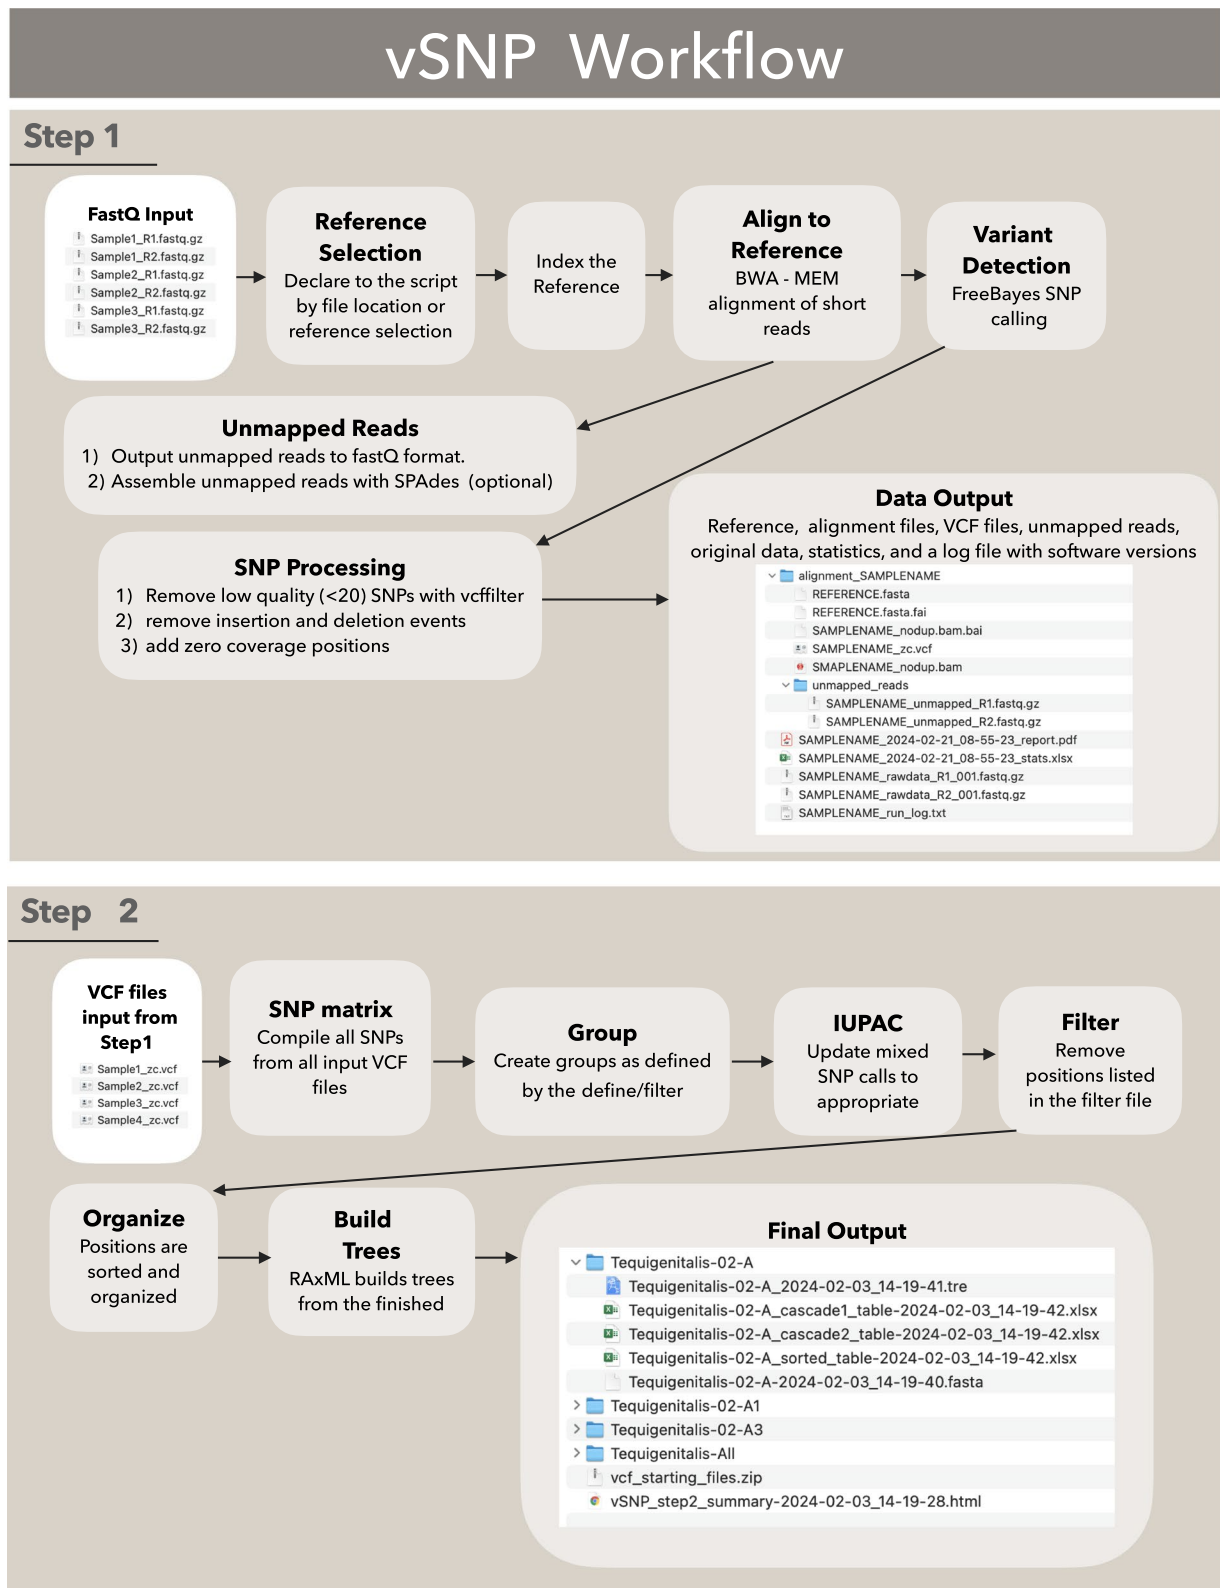 vSNP Workflow
Step 1
FastQ Input
Sample1_R1.fastq.gz
Sample1_R2.fastq.gz
Sample2_R1.fastq.gz
Sample2_R2.fastq.gz
Sample3_R1.fastq.gz
Sample3_R2.fastq.gz
Reference
Selection
Declare to the script
by file location or
reference selection
Index the
Reference
Align to
Reference
BWA - MEM
alignment of short
reads
Variant
Detection
FreeBayes SNP
calling
Unmapped Reads
1) Output unmapped reads to fastQ format.
2) Assemble unmapped reads with SPAdes (optional)
SNP Processing
1) Remove low quality (<20) SNPs with vcffilter
2) remove insertion and deletion events
3) add zero coverage positions
Data Output
Reference, alignment files, VCF files, unmapped reads,
original data, statistics, and a log file with software versions
alignment_SAMPLENAME
REFERENCE.fasta
REFERENCE.fasta.fai
SAMPLENAME_nodup.bam.bai
SAMPLENAME_zc.vcf
SMAPLENAME_nodup.bam
unmapped_reads
SAMPLENAME_unmapped_R1.fastq.gz
SAMPLENAME_unmapped_R2.fastq.gz
SAMPLENAME_2024-02-21_08-55-23_report.pdf
SAMPLENAME_2024-02-21_08-55-23_stats.xlsx
SAMPLENAME_rawdata_R1_001.fastq.gz
SAMPLENAME_rawdata_R2_001.fastq.gz
SAMPLENAME_run_log.txt
Step 2
VCF files
input from
Step1
Sample1_zc.vcf
Sample2_zc.vcf
Sample3_zc.vcf
Sample4_zc.vcf
SNP matrix
Compile all SNPs
from all input VCF
files
Group
Create groups as defined
by the define/filter
IUPAC
Update mixed
SNP calls to
appropriate
Filter
Remove
positions listed
in the filter file
Organize
Positions are
sorted and
organized
Build
Trees
RAxML builds trees
from the finished
Final Output
Tequigenitalis-02-A
Tequigenitalis-02-A_2024-02-03_14-19-41.tre
Tequigenitalis-02-A_cascade1_table-2024-02-03_14-19-42.xlsx
Tequigenitalis-02-A_cascade2_table-2024-02-03_14-19-42.xlsx
Tequigenitalis-02-A_sorted_table-2024-02-03_14-19-42.xlsx
Tequigenitalis-02-A-2024-02-03_14-19-40.fasta
Tequigenitalis-02-A1
Tequigenitalis-02-A3
Tequigenitalis-All
vcf_starting_files.zip
vSNP_step2_summary-2024-02-03_14-19-28.html